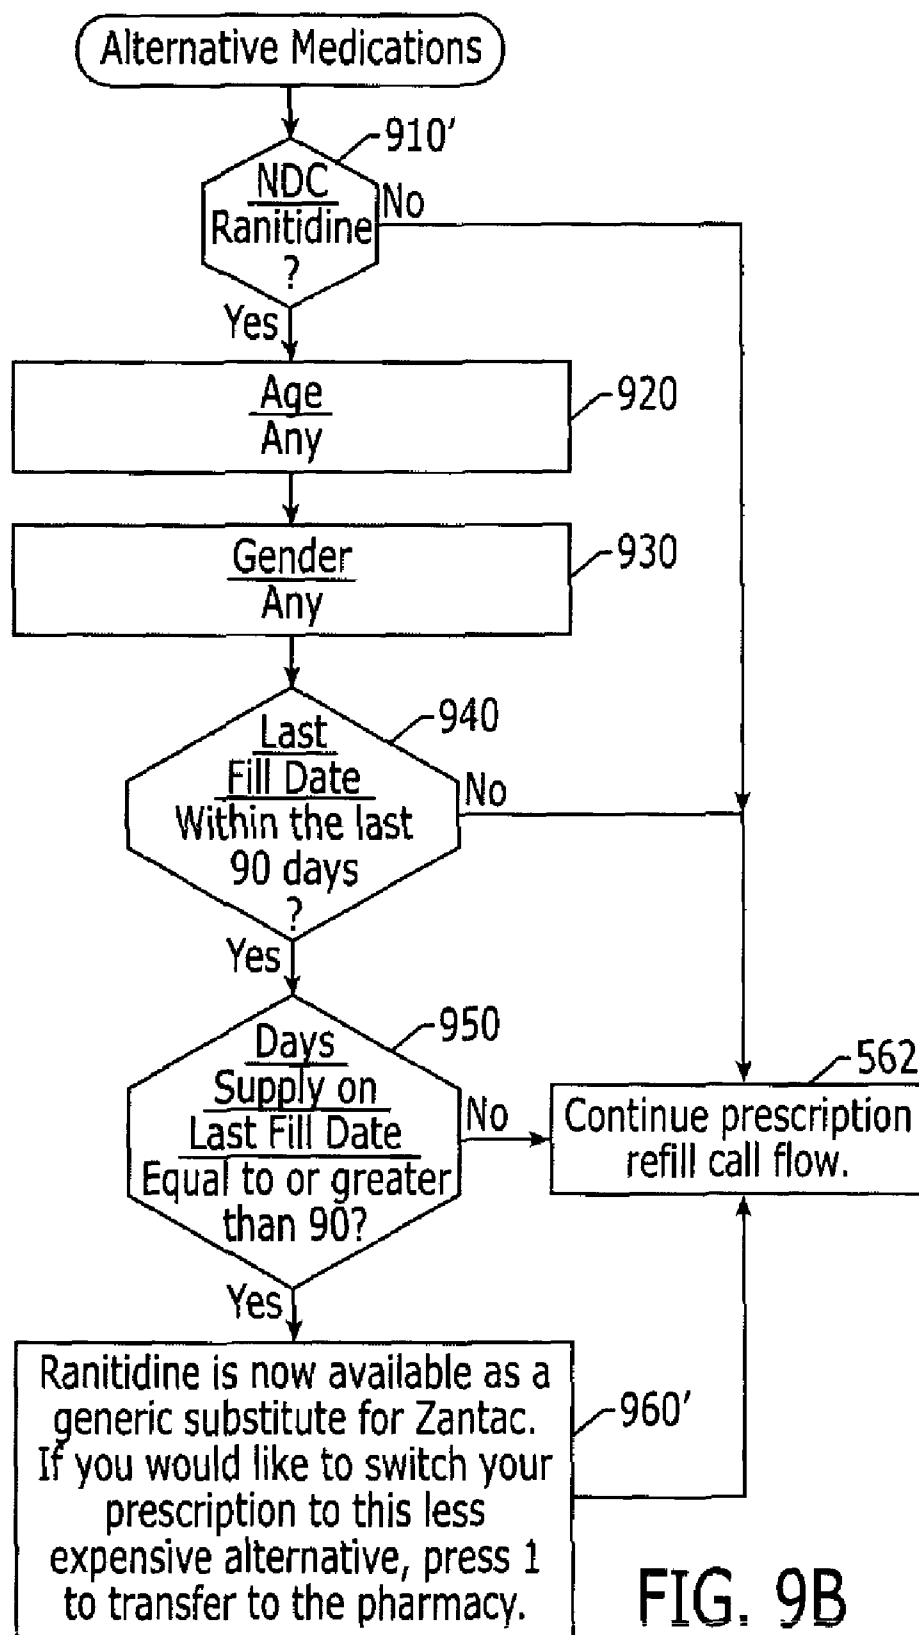 Alternative Medications
910'
NDC
Ranitidine
?
No
Yes
Age
Any
920
Gender
Any
930
Last
Fill Date
Within the last
90 days
?
940
No
Yes
Days
Supply on
Last Fill Date
Equal to or greater
than 90?
950
No
562
Continue prescription
refill call flow.
Yes
Ranitidine is now available as a
generic substitute for Zantac.
If you would like to switch your
prescription to this less
expensive alternative, press 1
to transfer to the pharmacy.
960'
FIG. 9B